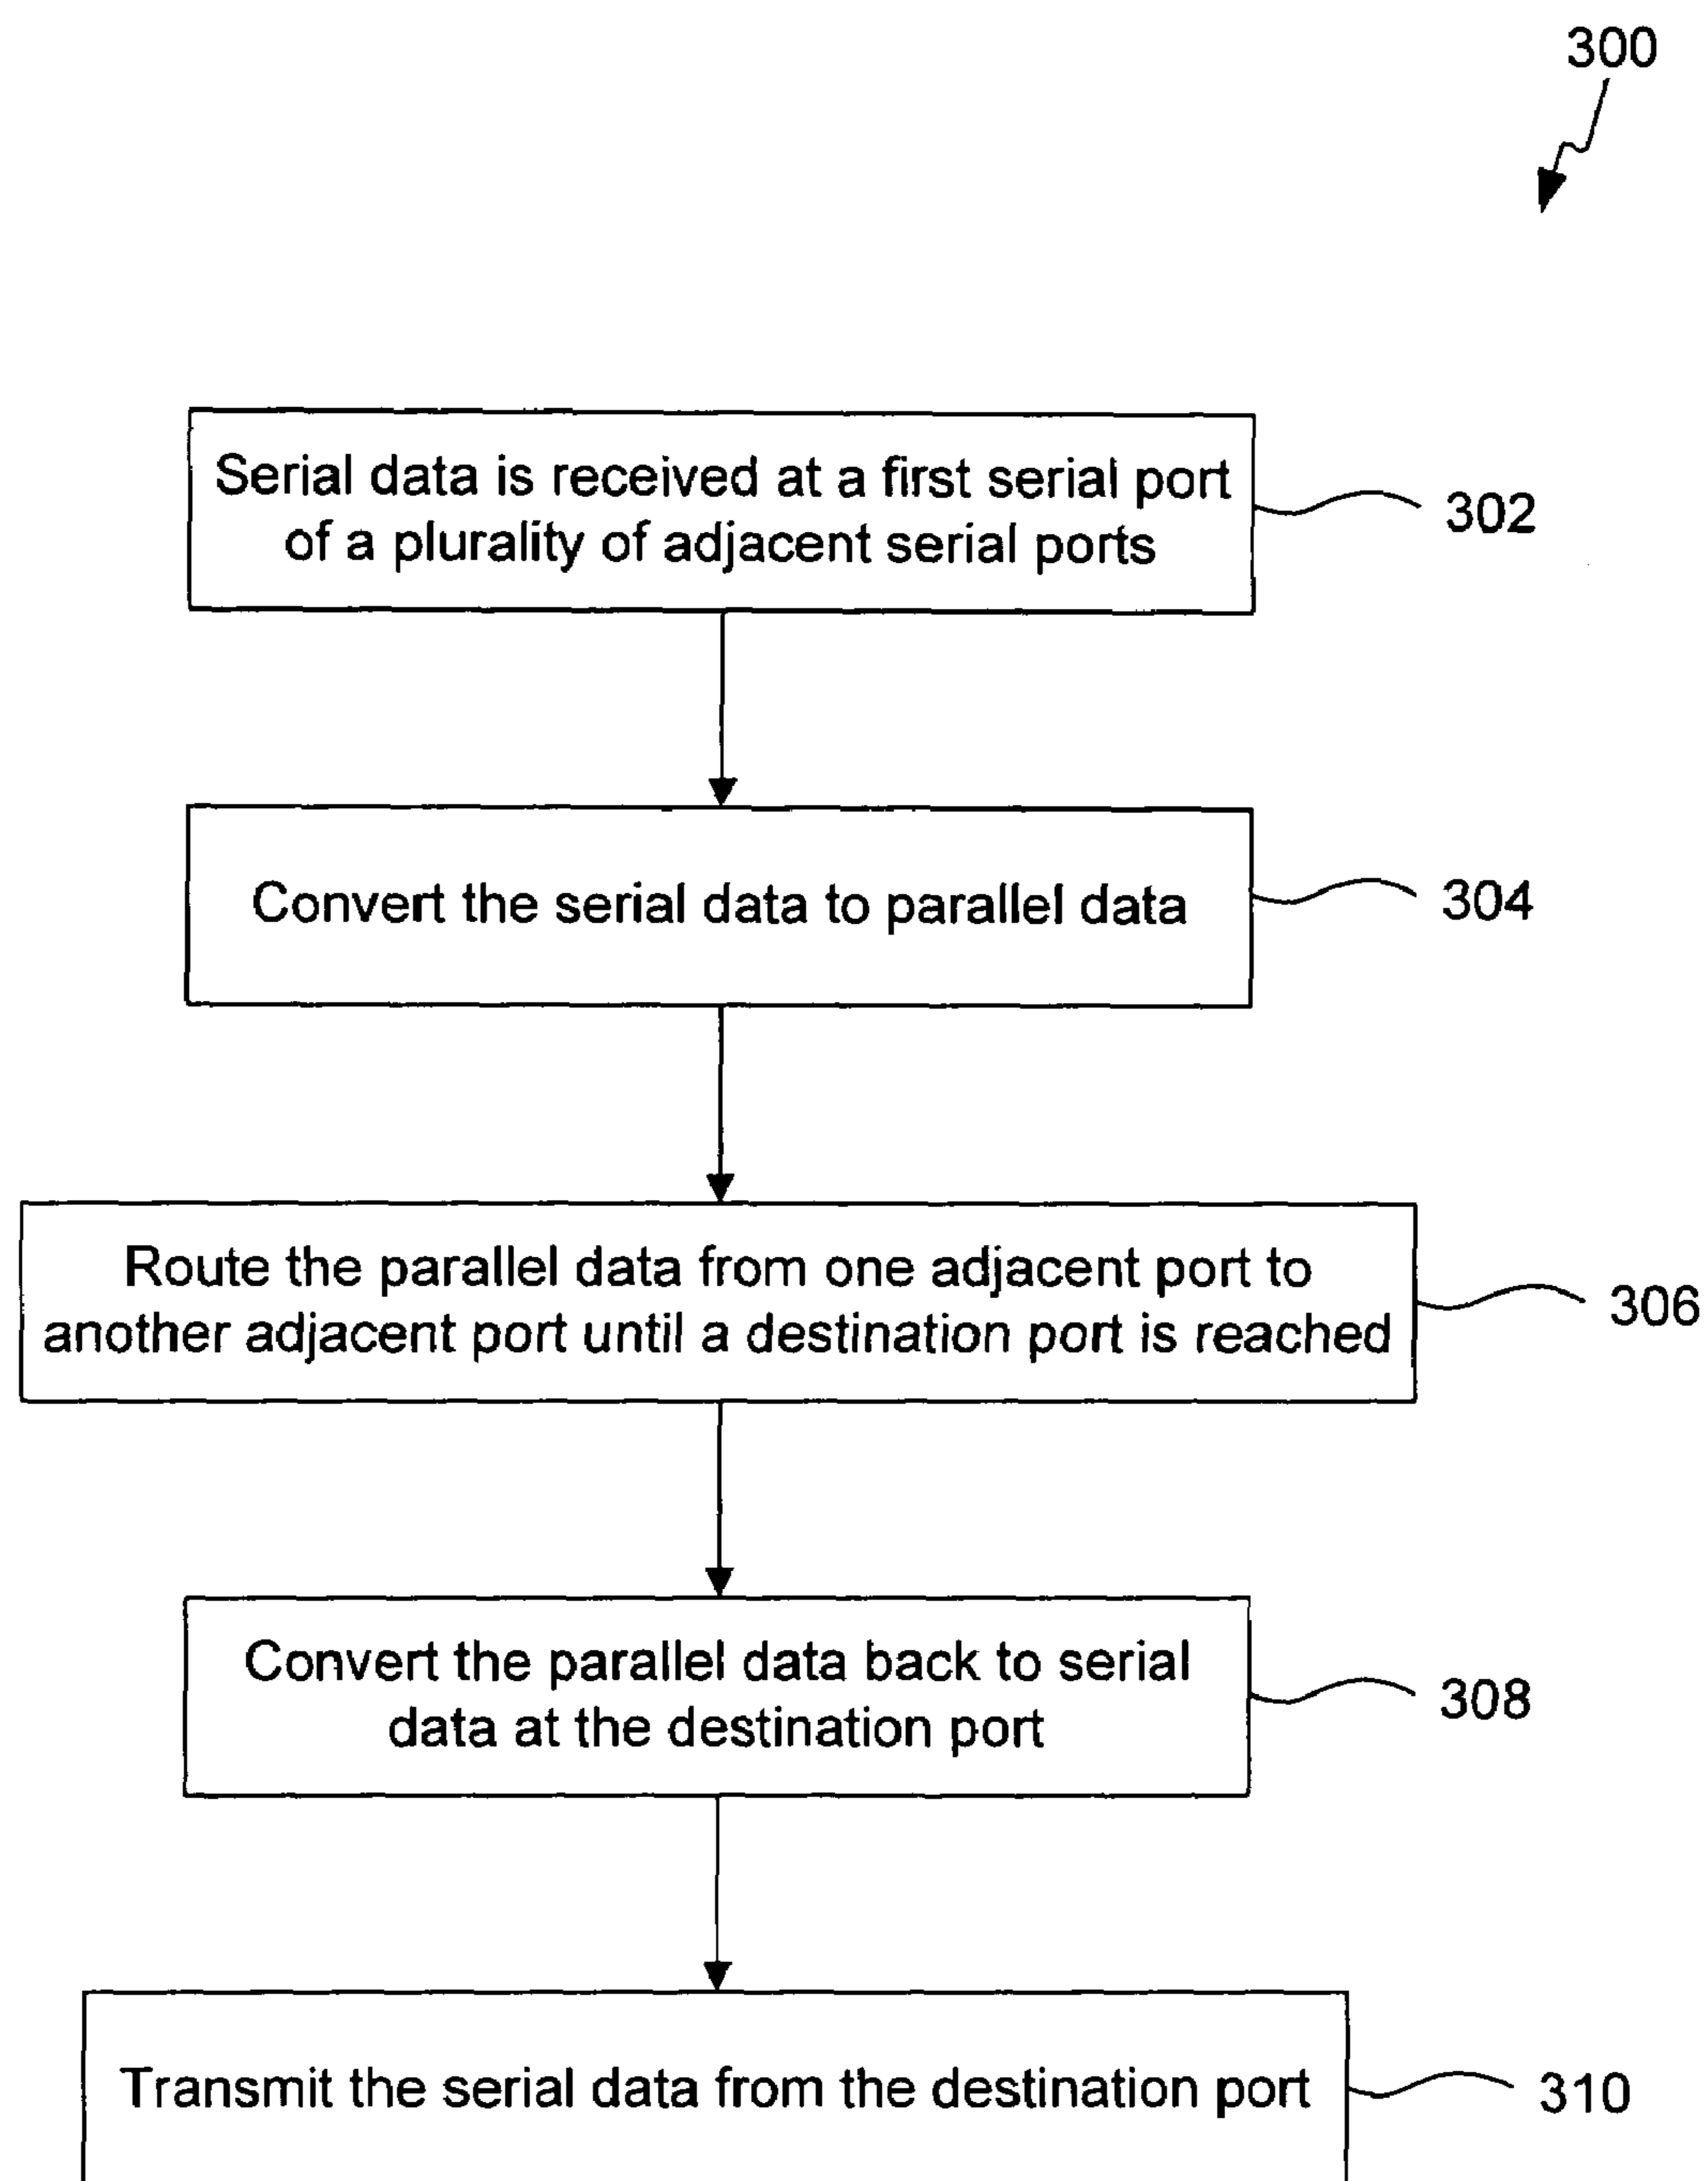 300
Serial data is received at a first serial port
of a plurality of adjacent serial ports
302
Convert the serial data to parallel data
304
Route the parallel data from one adjacent port to
another adjacent port until a destination port is reached
306
Convert the parallel data back to serial
data at the destination port
308
Transmit the serial data from the destination port
310